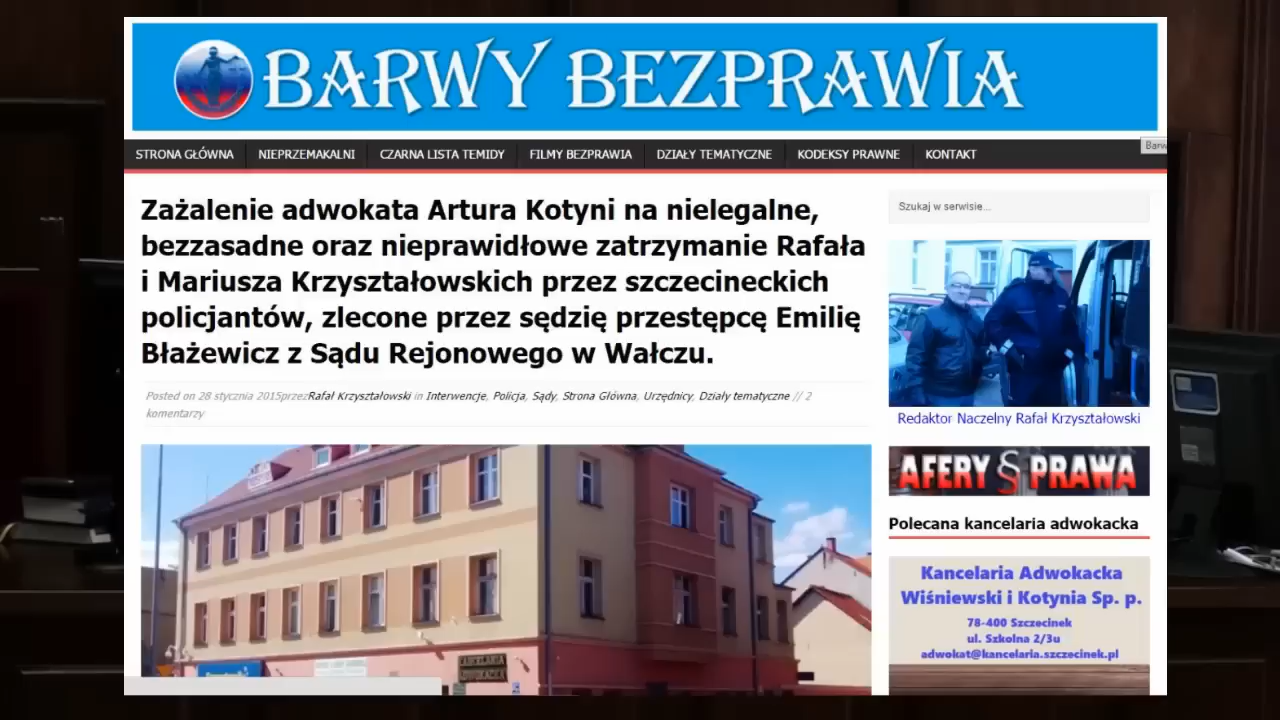 BARWY BEZPRAWIA
STRONA GŁÓWNA NIEPRZEMAKALNI CZARNA LISTA TEMIDY FILMY BEZPRAWIA DZIAŁY TEMATYCZNE KODEKSY PRAWNE KONTAKT
Barw
Zażalenie adwokata Artura Kotyni na nielegalne,
bezzasadne oraz nieprawidłowe zatrzymanie Rafała
i Mariusza Krzyształowskich przez szczecineckich
policjantów, zlecone przez sędzię przestępcę Emilię
Błażewicz z Sądu Rejonowego w Wałczu.
Posted on 28 stycznia 2015przezRafał Krzyształowski in Interwencje, Policja, Sądy, Strona Główna, Urzędnicy, Działy tematyczne // 2
komentarzy
KANCELARIA
ADWOKACKA
Szukaj w serwisie...
Redaktor Naczelny Rafał Krzyształowski
AFERY § PRAWA
Polecana kancelaria adwokacka
Kancelaria Adwokacka
Wiśniewski i Kotynia Sp. p.
78-400 Szczecinek
ul. Szkolna 2/3u
adwokat@kancelaria.szczecinek.pl